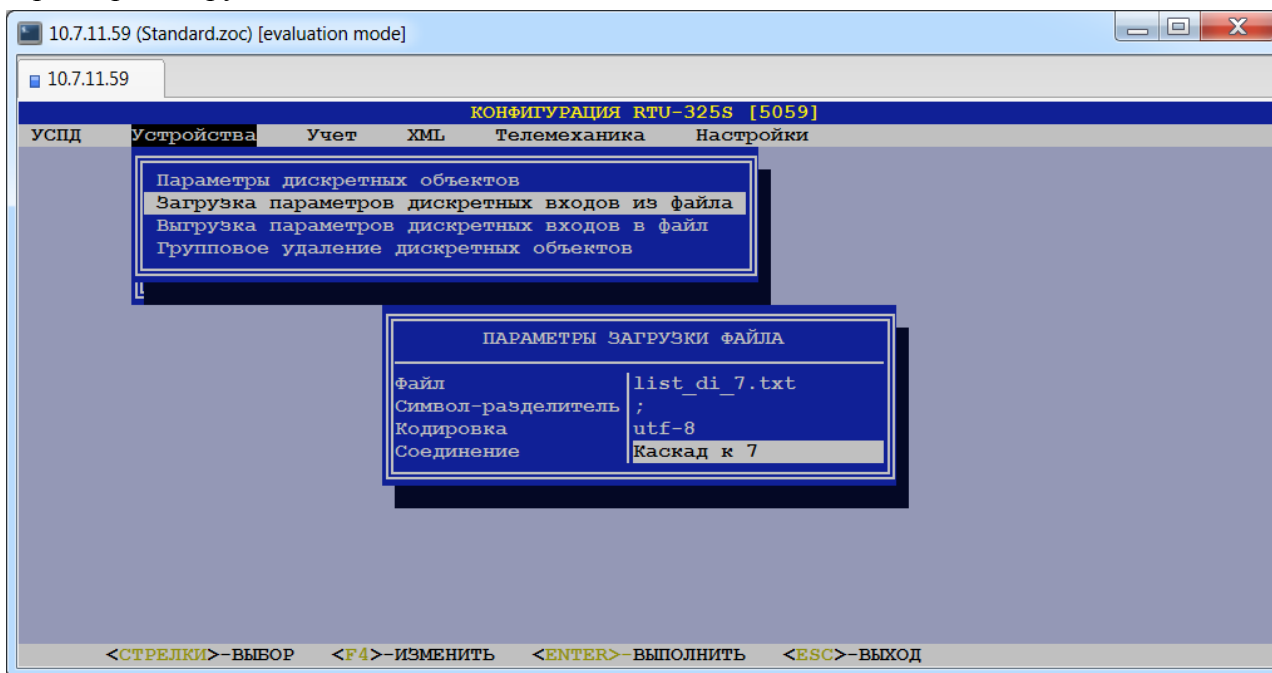 10.7.11.59 (Standard.zoc) [evaluation mode]
10.7.11.59
КОНФИГУРАЦИЯ RTU-325S [5059]
УСПД Устройства Учет XML Телемеханика Настройки
Параметры дискретных объектов
Загрузка параметров дискретных входов из файла
Выгрузка параметров дискретных входов в файл
Групповое удаление дискретных объектов
ПАРАМЕТРЫ ЗАГРУЗКИ ФАЙЛА
Файл list_di_7.txt
Символ-разделитель ;
Кодировка utf-8
Соединение Каскад к 7
<СТРЕЛКИ>-ВЫБОР <F4>-ИЗМЕНИТЬ <ENTER>-ВЫПОЛНИТЬ <ESC>-ВЫХОД